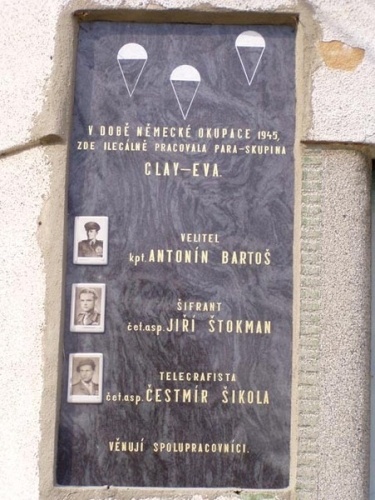 V DOBĚ NĚMECKÉ OKUPACE 1945,
ZDE ILEGÁLNĚ PRACOVALA PARA-SKUPINA
CLAY-EVA.
VELITEL
kpt. ANTONÍN BARTOŠ
ŠIFRANT
čet.asp. JIŘÍ ŠTOKMAN
TELEGRAFISTA
čet.asp. ČESTMÍR ŠIKOLA
VĚNUJÍ SPOLUPRACOVNÍCI.